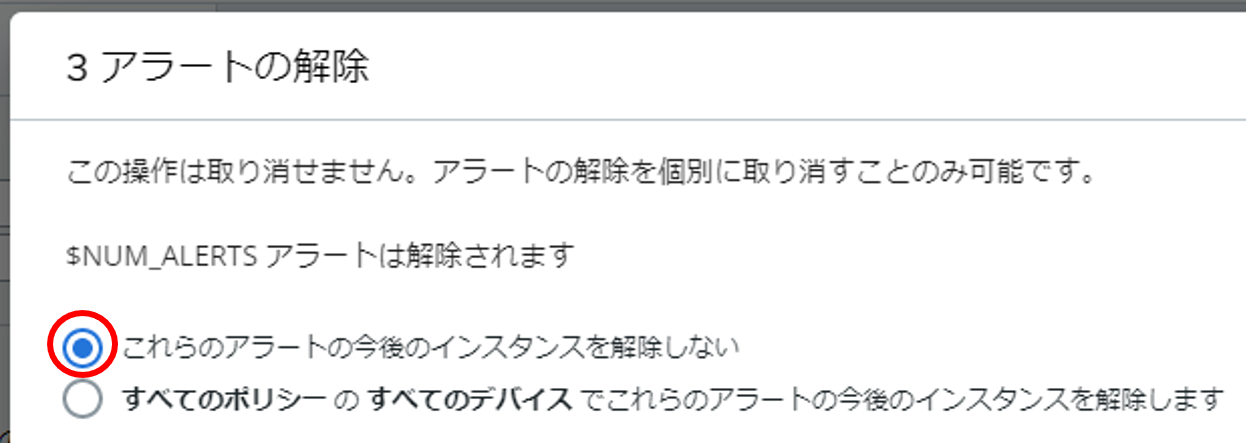 3 アラートの解除
この操作は取り消せません。アラートの解除を個別に取り消すことのみ可能です。
$NUM_ALERTS アラートは解除されます
これらのアラートの今後のインスタンスを解除しない
すべてのポリシー の すべてのデバイス でこれらのアラートの今後のインスタンスを解除します